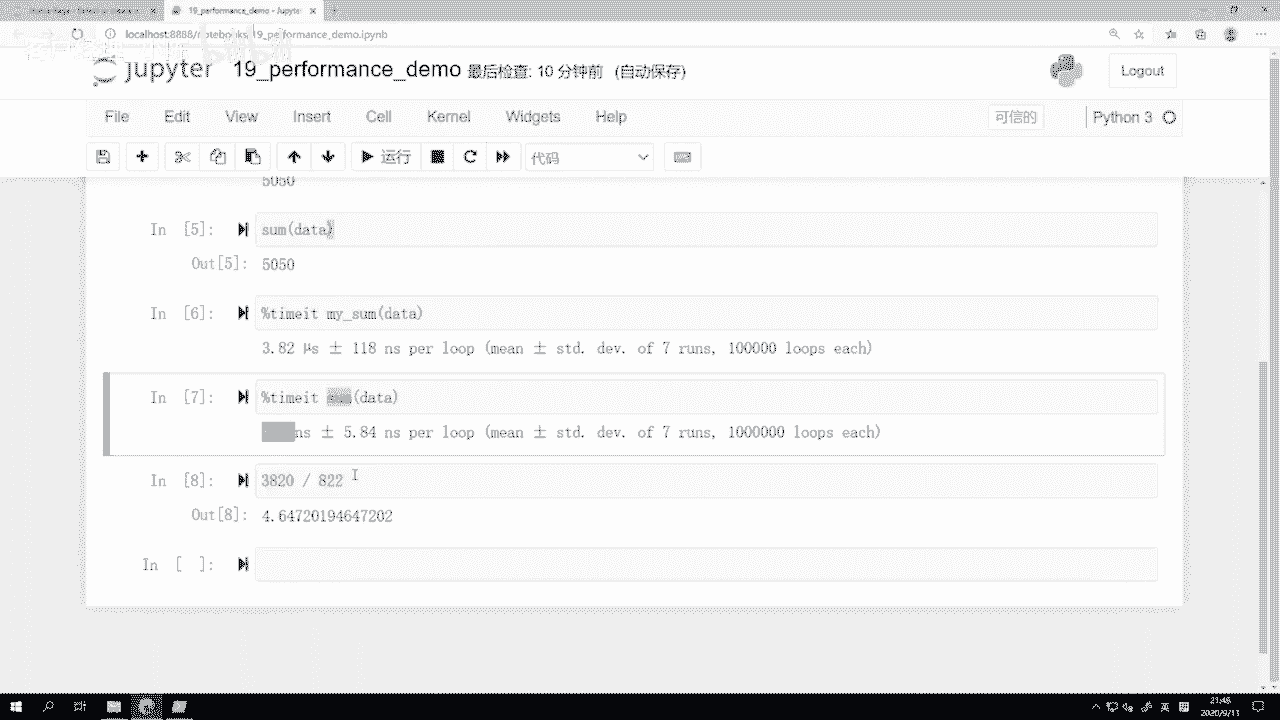 19_performance_demo - Jupyter
localhost:8888/notebooks/19_performance_demo.ipynb
jupyter 19_performance_demo 最后检查: 10 分钟前 (自动保存)
Logout
File Edit View Insert Cell Kernel Widgets Help 可信的 Python 3
运行 代码
5050
In [5]: sum(data)
Out[5]: 5050
In [6]: %timeit my_sum(data)
3.82 µs ± 118 ns per loop (mean ± std. dev. of 7 runs, 100000 loops each)
In [7]: %timeit (data)
ns ± 5.84 ns per loop (mean ± std. dev. of 7 runs, 1000000 loops each)
In [8]: 3820 / 822
Out[8]: 4.64720194647202
In [ ]:
21:46
2020/9/11